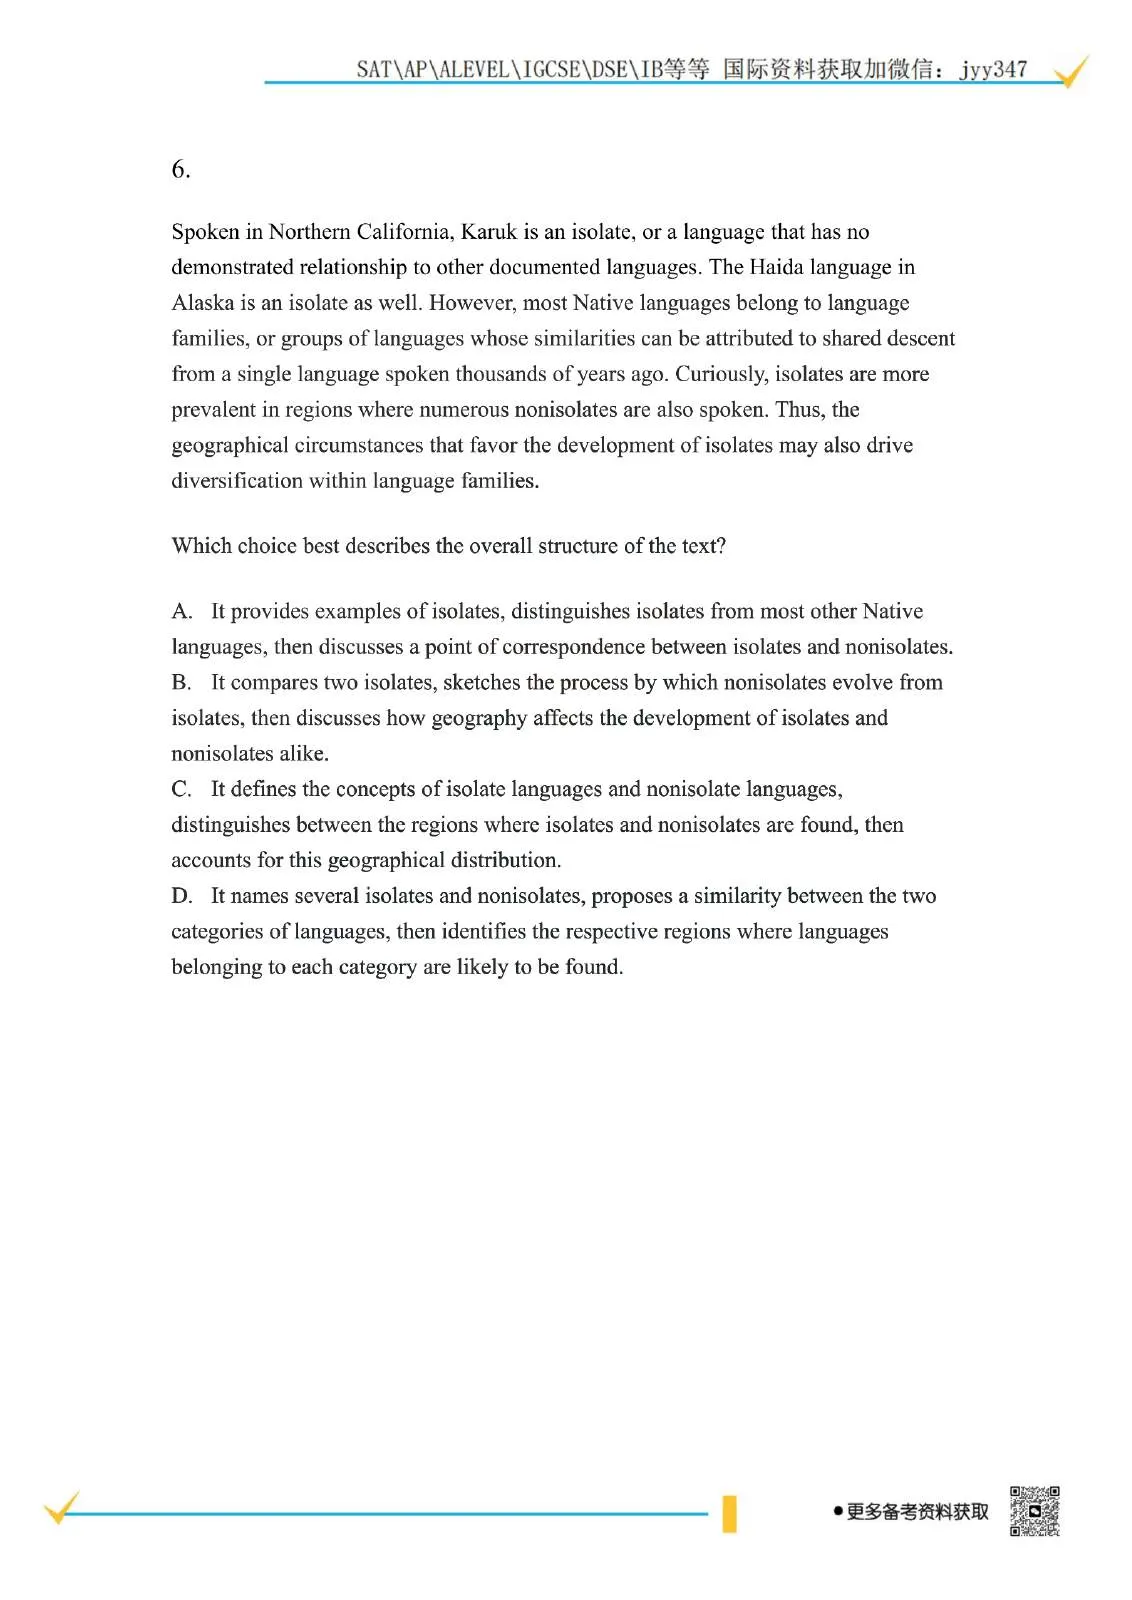 SAT\AP\ALEVEL\IGCSE\DSE\IB等等 国际资料获取加微信：jyy347
6.
Spoken in Northern California, Karuk is an isolate, or a language that has no
demonstrated relationship to other documented languages. The Haida language in
Alaska is an isolate as well. However, most Native languages belong to language
families, or groups of languages whose similarities can be attributed to shared descent
from a single language spoken thousands of years ago. Curiously, isolates are more
prevalent in regions where numerous nonisolates are also spoken. Thus, the
geographical circumstances that favor the development of isolates may also drive
diversification within language families.
Which choice best describes the overall structure of the text?
A. It provides examples of isolates, distinguishes isolates from most other Native
languages, then discusses a point of correspondence between isolates and nonisolates.
B. It compares two isolates, sketches the process by which nonisolates evolve from
isolates, then discusses how geography affects the development of isolates and
nonisolates alike.
C. It defines the concepts of isolate languages and nonisolate languages,
distinguishes between the regions where isolates and nonisolates are found, then
accounts for this geographical distribution.
D. It names several isolates and nonisolates, proposes a similarity between the two
categories of languages, then identifies the respective regions where languages
belonging to each category are likely to be found.
●更多备考资料获取